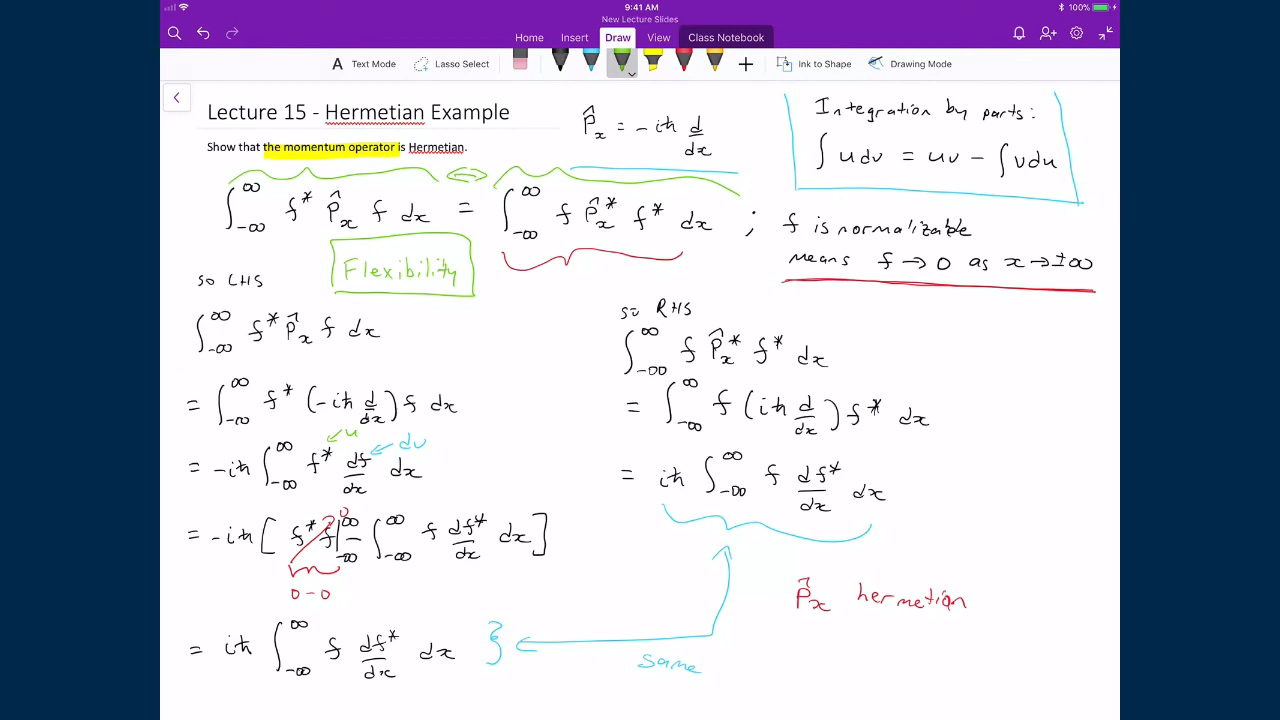 9:41 AM
100%
New Lecture Slides
Home Insert Draw View Class Notebook
Text Mode Lasso Select Ink to Shape Drawing Mode
Lecture 15 - Hermetian Example
Show that the momentum operator is Hermetian.
P̂ₓ = -iħ d/dx
Integration by parts:
∫ u dv = uv - ∫ v du
∫_{-∞}^{∞} f* P̂ₓ f dx = ∫_{-∞}^{∞} f P̂ₓ* f* dx ; f is normalizable
means f → 0 as x → ±∞
Flexibility
so LHS
∫_{-∞}^{∞} f* P̂ₓ f dx
= ∫_{-∞}^{∞} f* (-iħ d/dx) f dx
u dv
= -iħ ∫_{-∞}^{∞} f* df/dx dx
= -iħ [ f* f |_{-∞}^{∞} - ∫_{-∞}^{∞} f df*/dx dx ]
0
0 - 0
= iħ ∫_{-∞}^{∞} f df*/dx dx }
so RHS
∫_{-∞}^{∞} f P̂ₓ* f* dx
= ∫_{-∞}^{∞} f (iħ d/dx) f* dx
= iħ ∫_{-∞}^{∞} f df*/dx dx
same
P̂ₓ hermetian